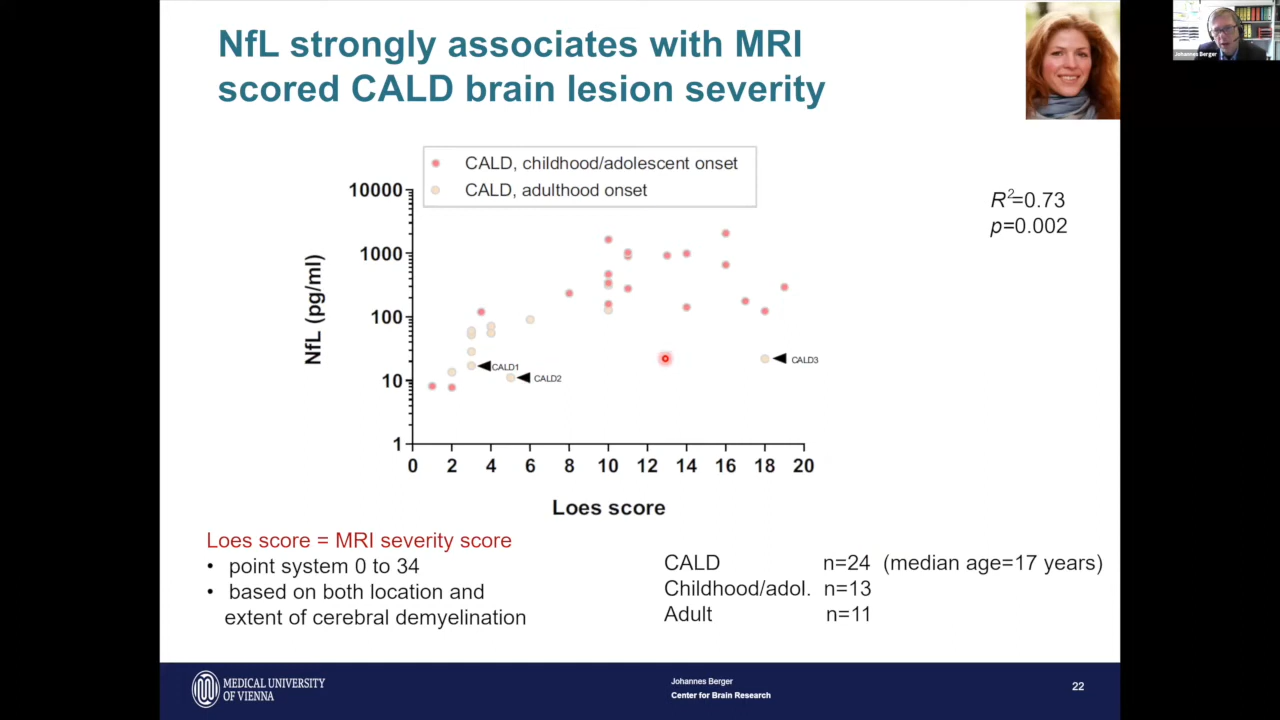 NfL strongly associates with MRI
scored CALD brain lesion severity
Johannes Berger
CALD, childhood/adolescent onset
CALD, adulthood onset
R²=0.73
p=0.002
10000
1000
100
10
1
NfL (pg/ml)
CALD1
CALD2
CALD3
0 2 4 6 8 10 12 14 16 18 20
Loes score
Loes score = MRI severity score
• point system 0 to 34
• based on both location and
extent of cerebral demyelination
CALD n=24 (median age=17 years)
Childhood/adol. n=13
Adult n=11
MEDICAL UNIVERSITY
OF VIENNA
Johannes Berger
Center for Brain Research
22